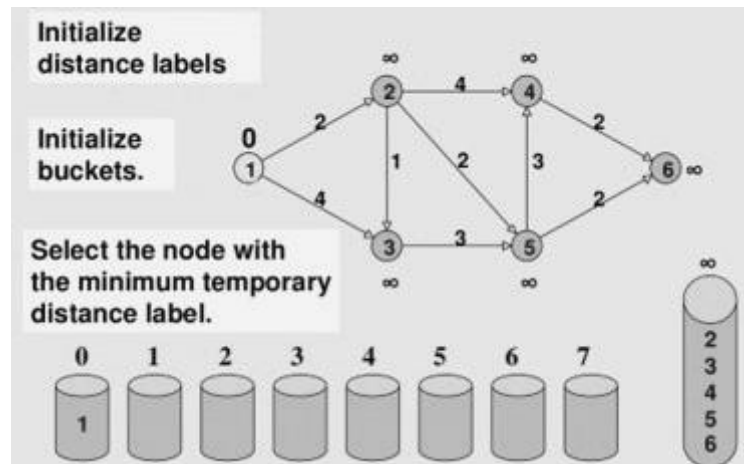 Initialize
distance labels
Initialize
buckets.
Select the node with
the minimum temporary
distance label.
∞ ∞
2 4 4
2 2
0
1 1 2 3 6 ∞
4 2
3 3 5
∞ ∞
∞
2
3
4
5
6
0 1 2 3 4 5 6 7
1